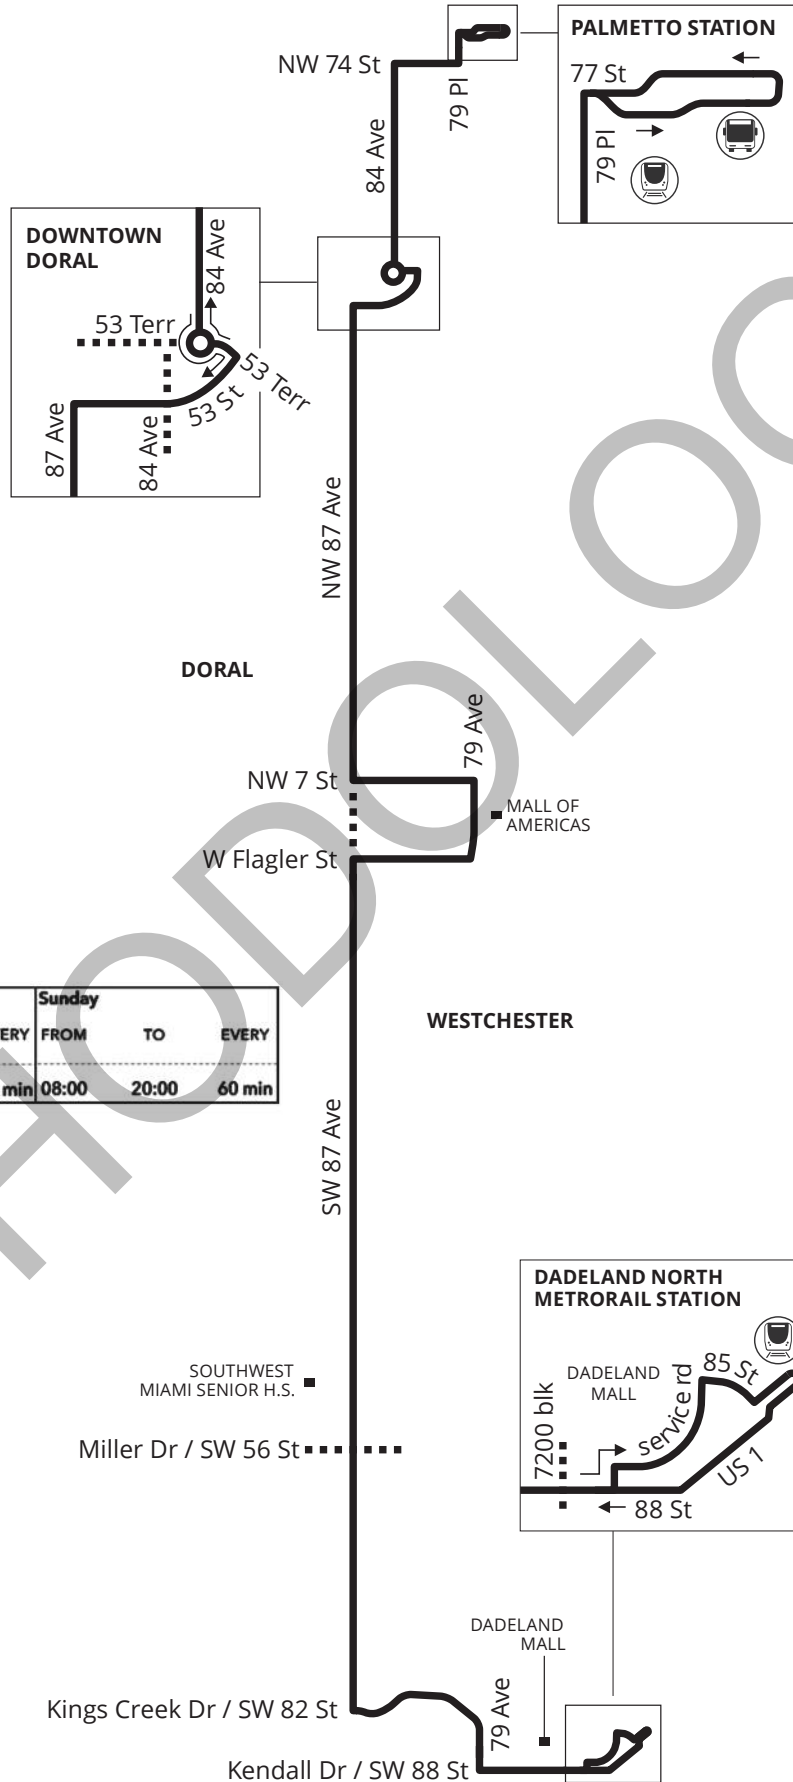 PALMETTO STATION
NW 74 St
79 Pl
84 Ave
77 St
79 Pl
DOWNTOWN
DORAL
84 Ave
53 Terr
53 Terr
53 St
87 Ave
84 Ave
NW 87 Ave
DORAL
79 Ave
NW 7 St
MALL OF
AMERICAS
W Flagler St
Sunday
ERY FROM TO EVERY
min 08:00 20:00 60 min
WESTCHESTER
SW 87 Ave
DADELAND NORTH
METRORAIL STATION
SOUTHWEST
MIAMI SENIOR H.S.
DADELAND
MALL
85 St
service rd
7200 blk
US 1
88 St
Miller Dr / SW 56 St
DADELAND
MALL
Kings Creek Dr / SW 82 St
79 Ave
Kendall Dr / SW 88 St
HODOLO